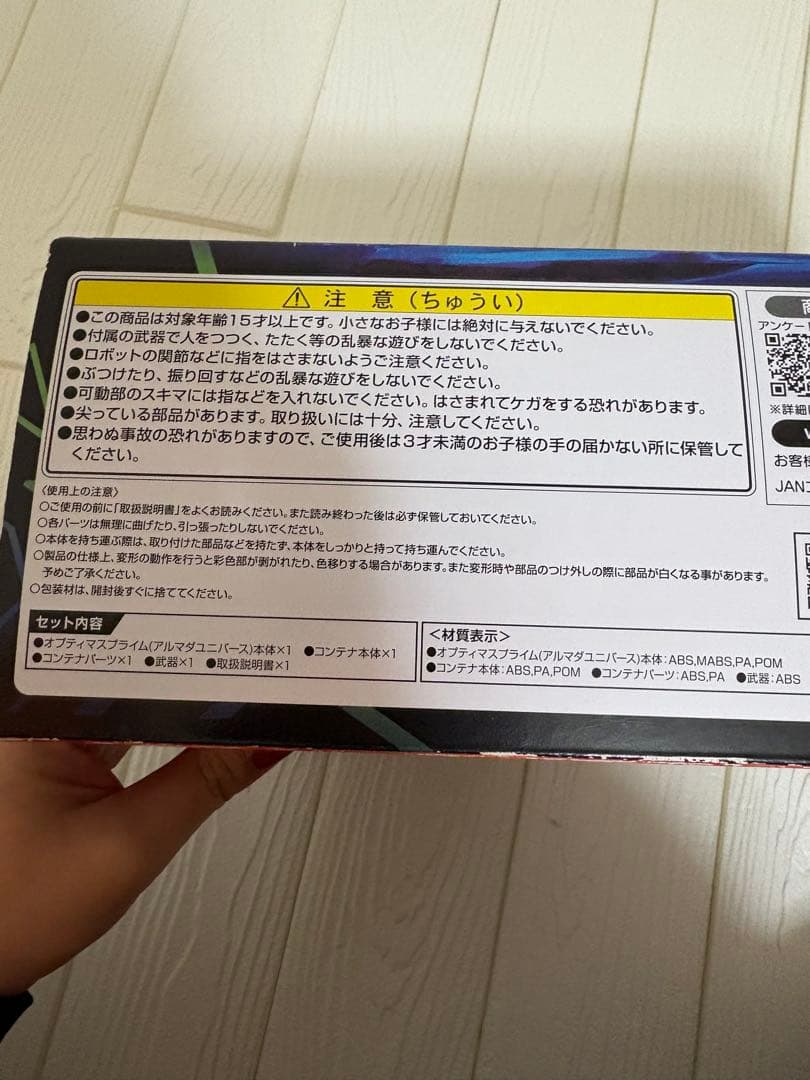 ⚠ 注 意(ちゅうい)
●この商品は対象年齢15才以上です。小さなお子様には絶対に与えないでください。
●付属の武器で人をつつく、たたく等の乱暴な遊びをしないでください。
●ロボットの関節などに指をはさまないようご注意ください。
●ぶつけたり、振り回すなどの乱暴な遊びをしないでください。
●可動部のスキマには指などを入れないでください。はさまれてケガをする恐れがあります。
●尖っている部品があります。取り扱いには十分、注意してください。
●思わぬ事故の恐れがありますので、ご使用後は3才未満のお子様の手の届かない所に保管して
ください。
〈使用上の注意〉
○ご使用の前に「取扱説明書」をよくお読みください。また読み終わった後は必ず保管しておいてください。
○各パーツは無理に曲げたり、引っ張ったりしないでください。
○本体を持ち運ぶ際は、取り付けた部品などを持たず、本体をしっかりと持って持ち運んでください。
○製品の仕様上、変形の動作を行うと彩色部が剥がれたり、色移りする場合があります。また変形時や部品のつけ外しの際に部品が白くなる事があります。
予めご了承ください。
○包装材は、開封後すぐに捨ててください。
セット内容
●オプティマスプライム(アルマダユニバース)本体×1 ●コンテナ本体×1
●コンテナパーツ×1 ●武器×1 ●取扱説明書×1
<材質表示>
●オプティマスプライム(アルマダユニバース)本体:ABS,MABS,PA,POM
●コンテナ本体:ABS,PA,POM ●コンテナパーツ:ABS,PA ●武器:ABS
アンケー
※詳細
お客様
JAN